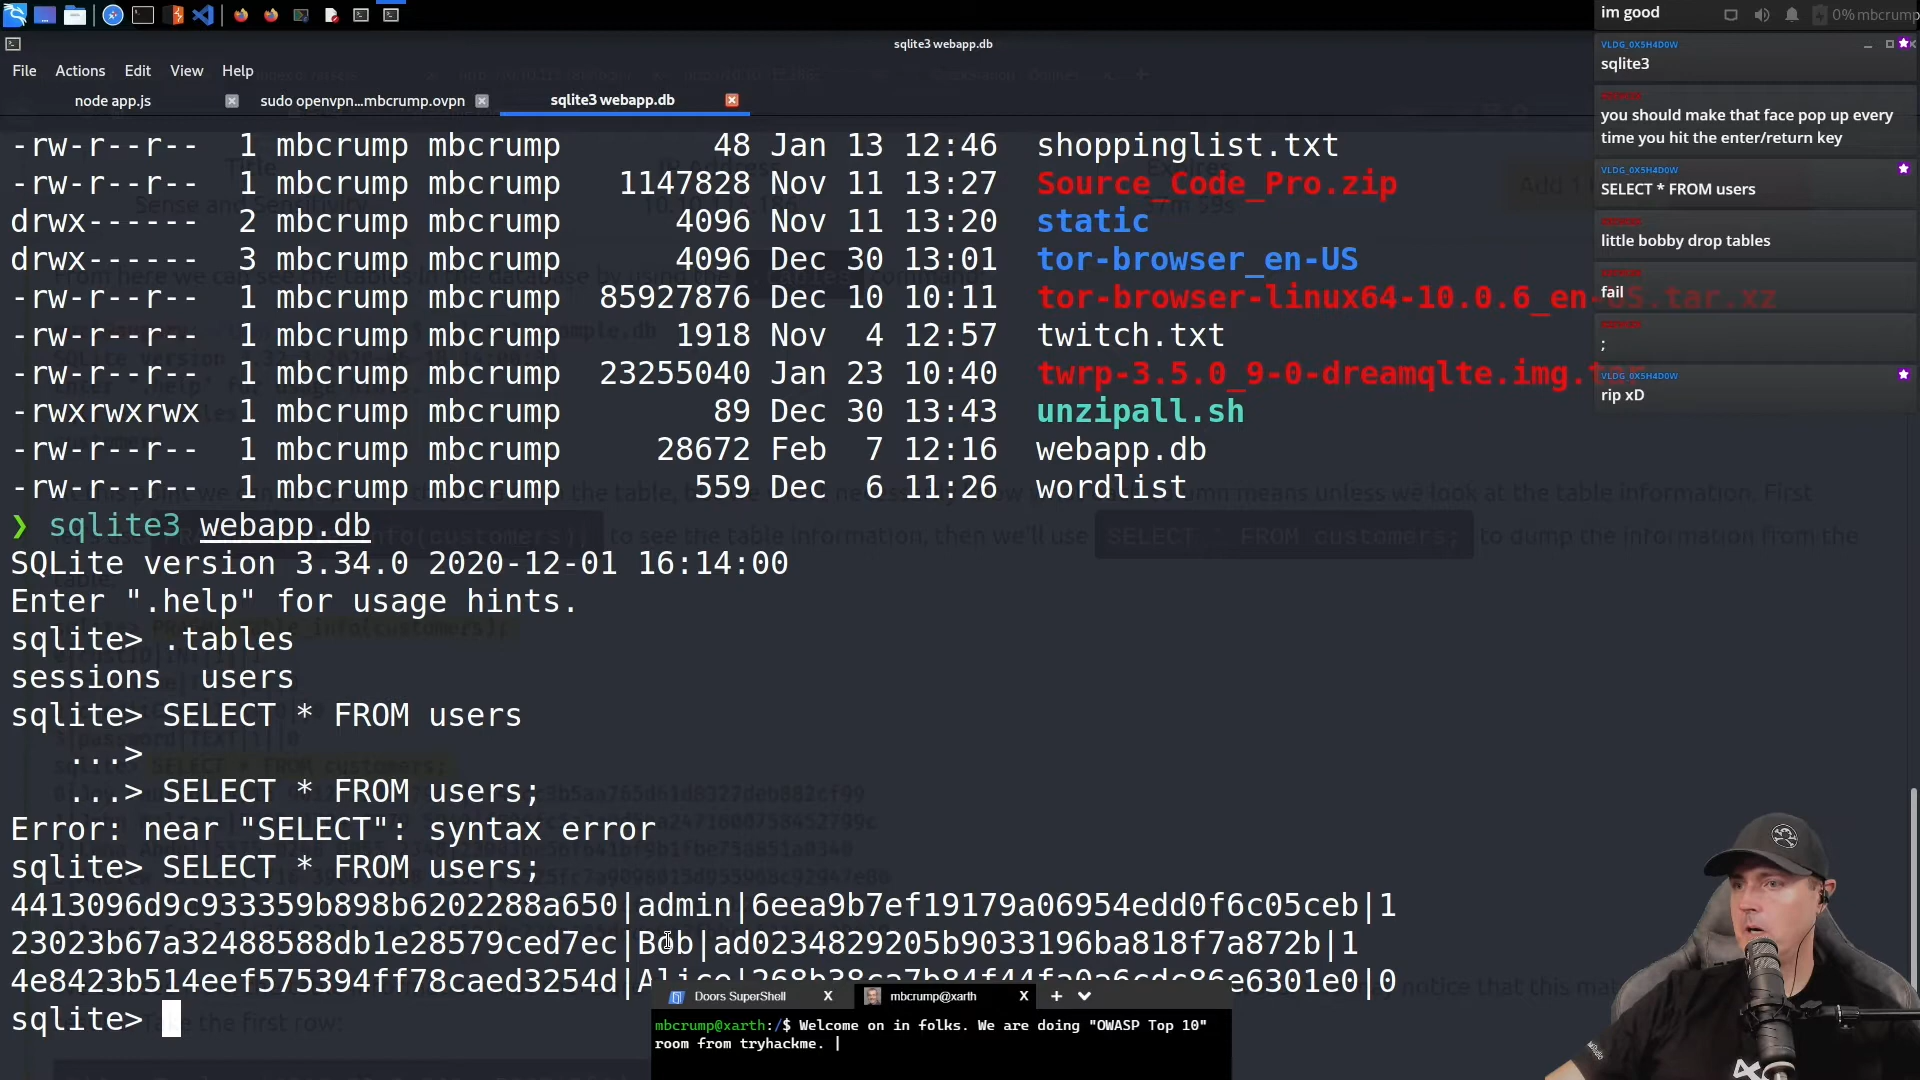 sqlite3 webapp.db
File Actions Edit View Help
node app.js
sudo openvpn...mbcrump.ovpn
sqlite3 webapp.db
-rw-r--r-- 1 mbcrump mbcrump 48 Jan 13 12:46 shoppinglist.txt
-rw-r--r-- 1 mbcrump mbcrump 1147828 Nov 11 13:27 Source_Code_Pro.zip
drwx------ 2 mbcrump mbcrump 4096 Nov 11 13:20 static
drwx------ 3 mbcrump mbcrump 4096 Dec 30 13:01 tor-browser_en-US
-rw-r--r-- 1 mbcrump mbcrump 85927876 Dec 10 10:11 tor-browser-linux64-10.0.6_en-US.tar.xz
-rw-r--r-- 1 mbcrump mbcrump 1918 Nov 4 12:57 twitch.txt
-rw-r--r-- 1 mbcrump mbcrump 23255040 Jan 23 10:40 twrp-3.5.0_9-0-dreamqlte.img.tar
-rwxrwxrwx 1 mbcrump mbcrump 89 Dec 30 13:43 unzipall.sh
-rw-r--r-- 1 mbcrump mbcrump 28672 Feb 7 12:16 webapp.db
-rw-r--r-- 1 mbcrump mbcrump 559 Dec 6 11:26 wordlist
❯ sqlite3 webapp.db
SQLite version 3.34.0 2020-12-01 16:14:00
Enter ".help" for usage hints.
sqlite> .tables
sessions users
sqlite> SELECT * FROM users
...>
...> SELECT * FROM users;
Error: near "SELECT": syntax error
sqlite> SELECT * FROM users;
4413096d9c933359b898b6202288a650|admin|6eea9b7ef19179a06954edd0f6c05ceb|1
23023b67a32488588db1e28579ced7ec|Bob|ad0234829205b9033196ba818f7a872b|1
4e8423b514eef575394ff78caed3254d|Alice|268b38ca7b84f44fa0a6cdc86e6301e0|0
sqlite>
im good
0% mbcrump
VLDG_0X5H4D0W
sqlite3
you should make that face pop up every
time you hit the enter/return key
VLDG_0X5H4D0W
SELECT * FROM users
little bobby drop tables
fail
;
VLDG_0X5H4D0W
rip xD
Doors SuperShell X
mbcrump@xarth X +
mbcrump@xarth:/$ Welcome on in folks. We are doing "OWASP Top 10"
room from tryhackme. |